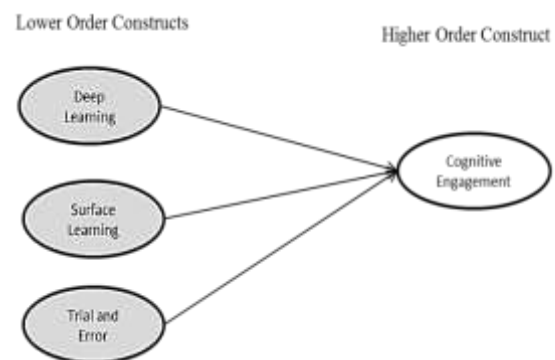 Lower Order Constructs
Higher Order Construct
Deep
Learning
Cognitive
Engagement
Surface
Learning
Trial and
Error